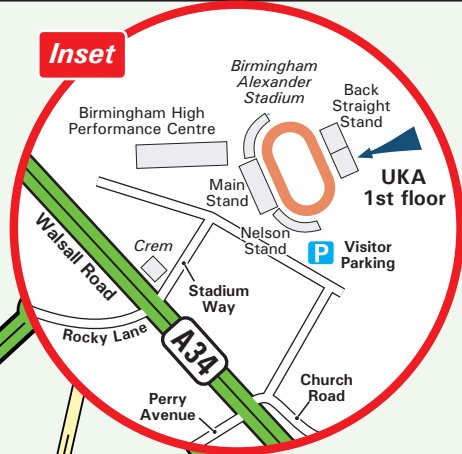 Inset
Birmingham
Alexander
Stadium
Back
Straight
Stand
Birmingham High
Performance Centre
UKA
1st floor
Main
Stand
Nelson
Stand
P
Visitor
Parking
Crem
Walsall Road
Stadium
Way
Rocky Lane
A34
Church
Road
Perry
Avenue